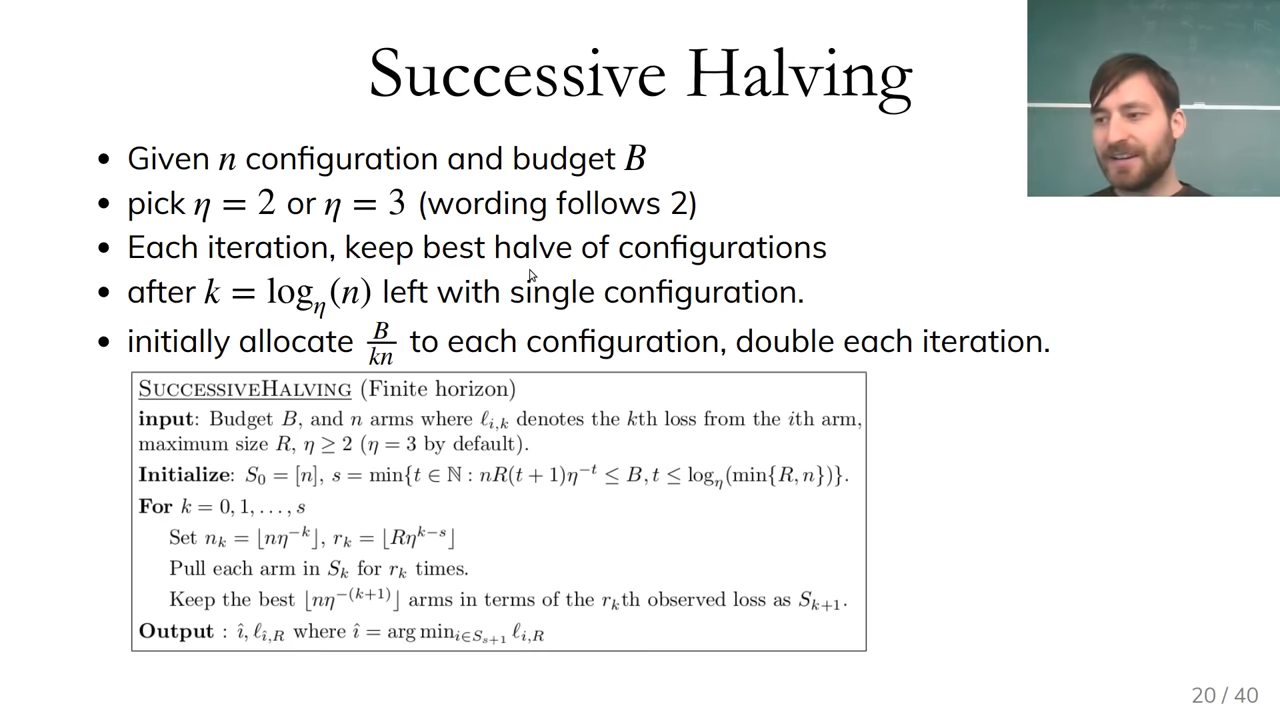 Successive Halving
• Given n configuration and budget B
• pick η = 2 or η = 3 (wording follows 2)
• Each iteration, keep best halve of configurations
• after k = log_η(n) left with single configuration.
• initially allocate B/kn to each configuration, double each iteration.
SUCCESSIVEHALVING (Finite horizon)
input: Budget B, and n arms where ℓ_{i,k} denotes the kth loss from the ith arm,
maximum size R, η ≥ 2 (η = 3 by default).
Initialize: S_0 = [n], s = min{t ∈ ℕ : nR(t + 1)η^{−t} ≤ B, t ≤ log_η(min{R, n})}.
For k = 0, 1, . . . , s
Set n_k = ⌊nη^{−k}⌋, r_k = ⌊Rη^{k−s}⌋
Pull each arm in S_k for r_k times.
Keep the best ⌊nη^{−(k+1)}⌋ arms in terms of the r_kth observed loss as S_{k+1}.
Output : î, ℓ_{î,R} where î = arg min_{i∈S_{s+1}} ℓ_{i,R}
20 / 40